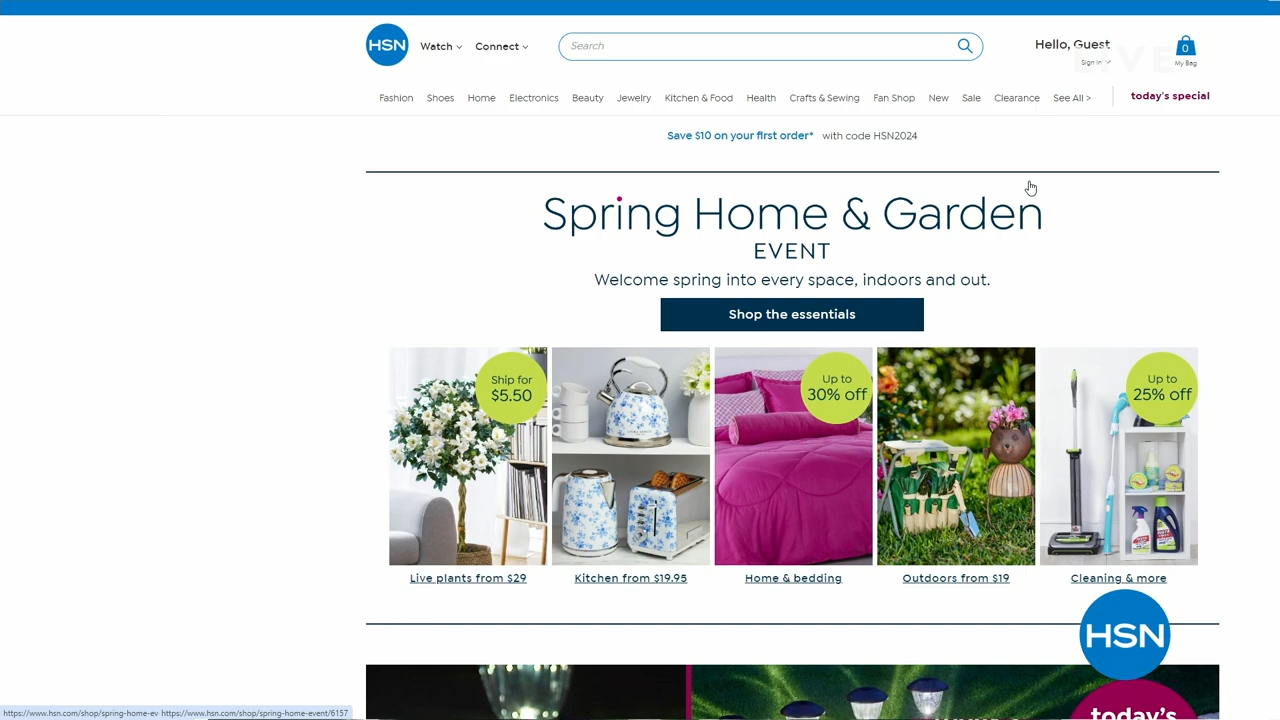 HSN
Watch
Connect
Search
Hello, Guest
Sign In
LIVE
0
My Bag
Fashion
Shoes
Home
Electronics
Beauty
Jewelry
Kitchen & Food
Health
Crafts & Sewing
Fan Shop
New
Sale
Clearance
See All >
today's special
Save $10 on your first order* with code HSN2024
Spring Home & Garden
EVENT
Welcome spring into every space, indoors and out.
Shop the essentials
Ship for
$5.50
Up to
30% off
Up to
25% off
Live plants from $29
Kitchen from $19.95
Home & bedding
Outdoors from $19
Cleaning & more
HSN
today's
https://www.hsn.com/shop/spring-home-ev
https://www.hsn.com/shop/spring-home-event/6157